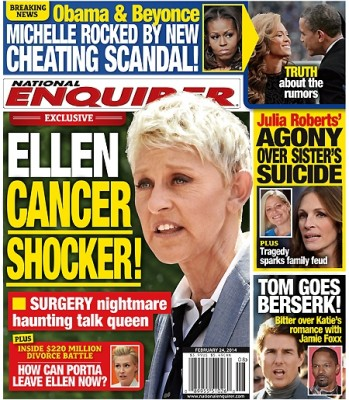 BREAKING
NEWS
Obama & Beyonce
MICHELLE ROCKED BY NEW
CHEATING SCANDAL!
TRUTH
about the
rumors
NATIONAL
ENQUIRER
EXCLUSIVE
ELLEN
CANCER
SHOCKER!
SURGERY nightmare
haunting talk queen
PLUS
INSIDE $220 MILLION
DIVORCE BATTLE
HOW CAN PORTIA
LEAVE ELLEN NOW?
Julia Roberts'
AGONY
OVER SISTER'S
SUICIDE
PLUS
Tragedy
sparks family feud
TOM GOES
BERSERK!
Bitter over Katie's
romance with
Jamie Foxx
FEBRUARY 24, 2014
www.nationalenquirer.com